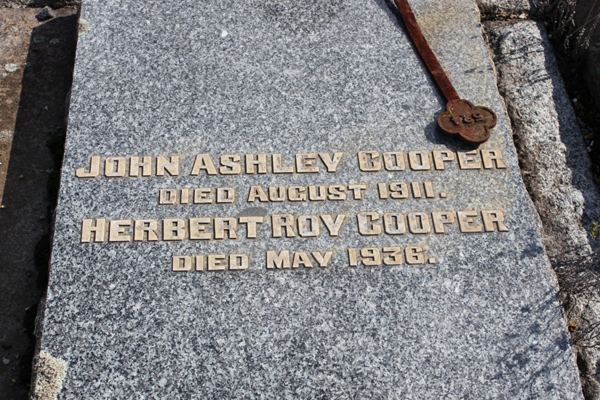 JOHN ASHLEY COOPER
DIED AUGUST 1911.
HERBERT ROY COOPER
DIED MAY 1936.